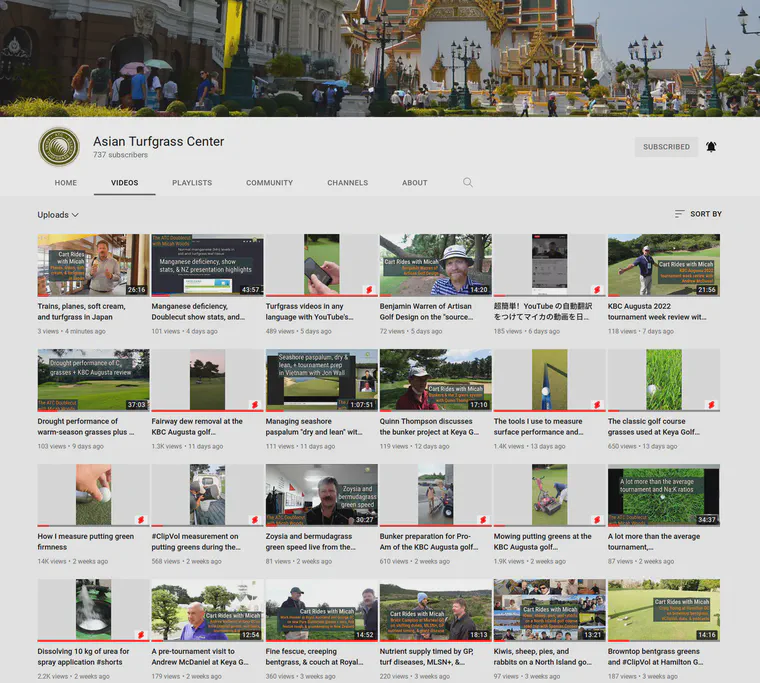 Asian Turfgrass Center
737 subscribers
SUBSCRIBED
HOME VIDEOS PLAYLISTS COMMUNITY CHANNELS ABOUT
Uploads
SORT BY
Cart Rides with Micah
26:16
The ATC Doublecut with Micah Woods
Manganese deficiency, show stats, & NZ presentation highlights
43:57
Cart Rides with Micah
14:20
Cart Rides with Micah
21:56
Trains, planes, soft cream, and turfgrass in Japan
3 views • 4 minutes ago
Manganese deficiency, Doublecut show stats, and...
101 views • 4 days ago
Turfgrass videos in any language with YouTube's...
489 views • 5 days ago
Benjamin Warren of Artisan Golf Design on the "source...
72 views • 5 days ago
超簡単！YouTube の自動翻訳をつけてマイカの動画を日...
185 views • 6 days ago
KBC Augusta 2022 tournament week review wit...
118 views • 7 days ago
Drought performance of C4 grasses + KBC Augusta review
37:03
Seashore paspalum, dry & lean, + tournament prep in Vietnam with Jon Wall
1:07:51
Cart Rides with Micah
17:10
Drought performance of warm-season grasses plus ...
103 views • 9 days ago
Fairway dew removal at the KBC Augusta golf...
1.3K views • 11 days ago
Managing seashore paspalum "dry and lean" wit...
111 views • 11 days ago
Quinn Thompson discusses the bunker project at Keya G...
119 views • 12 days ago
The tools I use to measure surface performance and...
1.4K views • 13 days ago
The classic golf course grasses used at Keya Golf...
650 views • 13 days ago
Zoysia and bermudagrass green speed
30:27
A lot more than the average tournament and Na:K ratios
34:37
How I measure putting green firmness
14K views • 2 weeks ago
#ClipVol measurement on putting greens during the...
568 views • 2 weeks ago
Zoysia and bermudagrass green speed live from the...
81 views • 2 weeks ago
Bunker preparation for Pro-Am of the KBC Augusta golf...
610 views • 2 weeks ago
Mowing putting greens at the KBC Augusta golf...
1.9K views • 2 weeks ago
A lot more than the average tournament,...
87 views • 2 weeks ago
Cart Rides with Micah
12:54
Cart Rides with Micah
14:52
Cart Rides with Micah
18:13
Cart Rides with Micah
13:21
Cart Rides with Micah
14:16
Dissolving 10 kg of urea for spray application #shorts
2.2K views • 2 weeks ago
A pre-tournament visit to Andrew McDaniel at Keya G...
179 views • 2 weeks ago
Fine fescue, creeping bentgrass, & couch at Royal...
360 views • 3 weeks ago
Nutrient supply timed by GP, turf diseases, MLSN+, &...
220 views • 3 weeks ago
Kiwis, sheep, pies, and rabbits on a North Island go...
97 views • 3 weeks ago
Browntop bentgrass greens and #ClipVol at Hamilton G...
187 views • 3 weeks ago